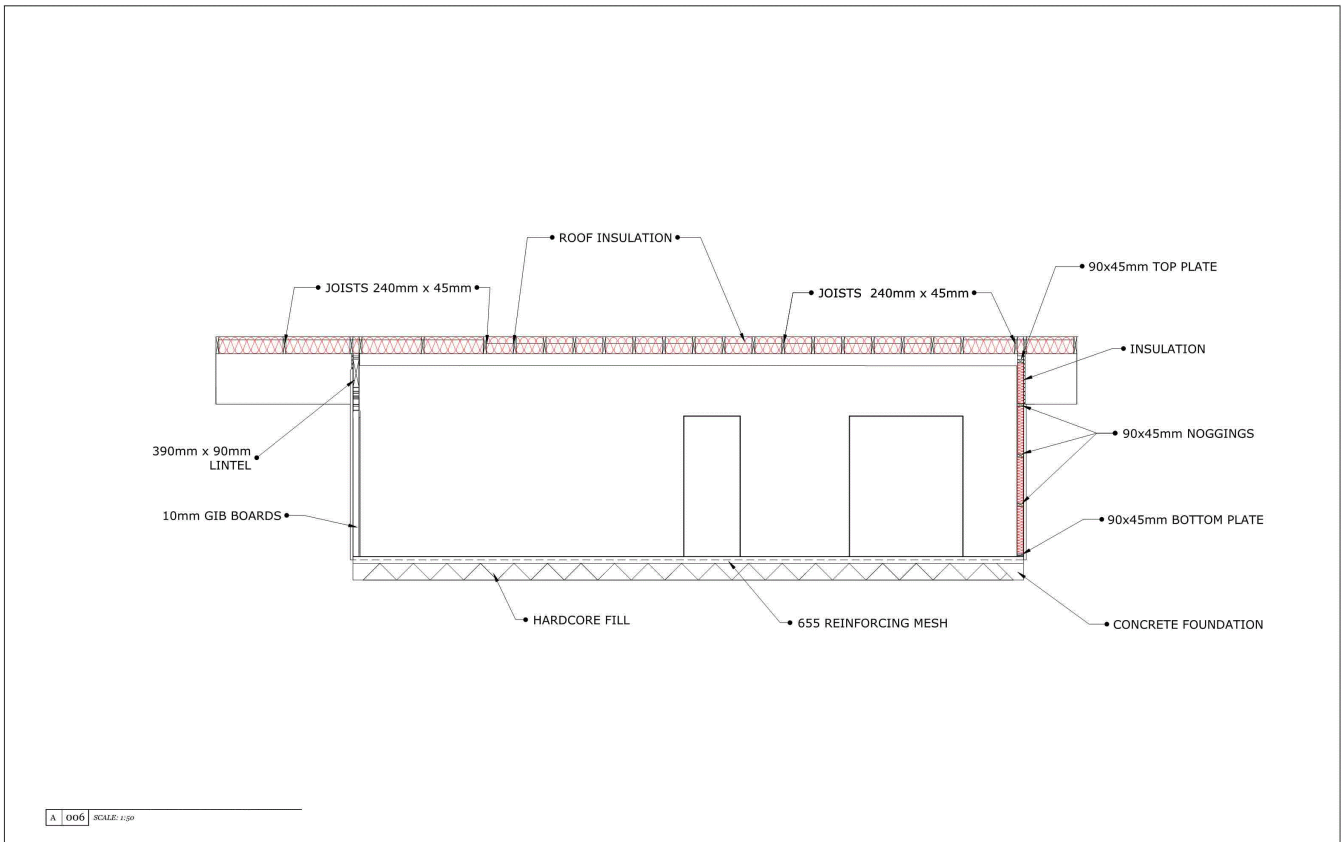 ROOF INSULATION
90x45mm TOP PLATE
JOISTS 240mm x 45mm
JOISTS 240mm x 45mm
INSULATION
90x45mm NOGGINGS
390mm x 90mm
LINTEL
10mm GIB BOARDS
90x45mm BOTTOM PLATE
HARDCORE FILL
655 REINFORCING MESH
CONCRETE FOUNDATION
A 006 SCALE: 1:50